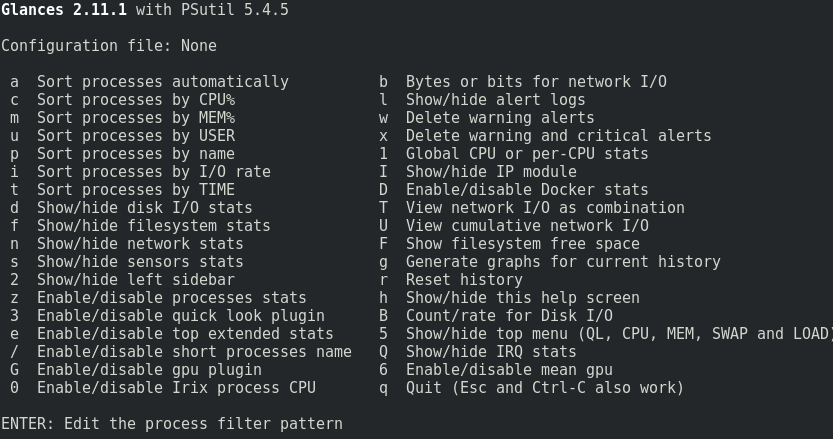 Glances 2.11.1 with PSutil 5.4.5
Configuration file: None
a  Sort processes automatically          b  Bytes or bits for network I/O
c  Sort processes by CPU%                l  Show/hide alert logs
m  Sort processes by MEM%                w  Delete warning alerts
u  Sort processes by USER                x  Delete warning and critical alerts
p  Sort processes by name                1  Global CPU or per-CPU stats
i  Sort processes by I/O rate            I  Show/hide IP module
t  Sort processes by TIME                D  Enable/disable Docker stats
d  Show/hide disk I/O stats              T  View network I/O as combination
f  Show/hide filesystem stats            U  View cumulative network I/O
n  Show/hide network stats               F  Show filesystem free space
s  Show/hide sensors stats               g  Generate graphs for current history
2  Show/hide left sidebar                r  Reset history
z  Enable/disable processes stats        h  Show/hide this help screen
3  Enable/disable quick look plugin      B  Count/rate for Disk I/O
e  Enable/disable top extended stats     5  Show/hide top menu (QL, CPU, MEM, SWAP and LOAD)
/  Enable/disable short processes name   Q  Show/hide IRQ stats
G  Enable/disable gpu plugin             6  Enable/disable mean gpu
0  Enable/disable Irix process CPU       q  Quit (Esc and Ctrl-C also work)
ENTER: Edit the process filter pattern